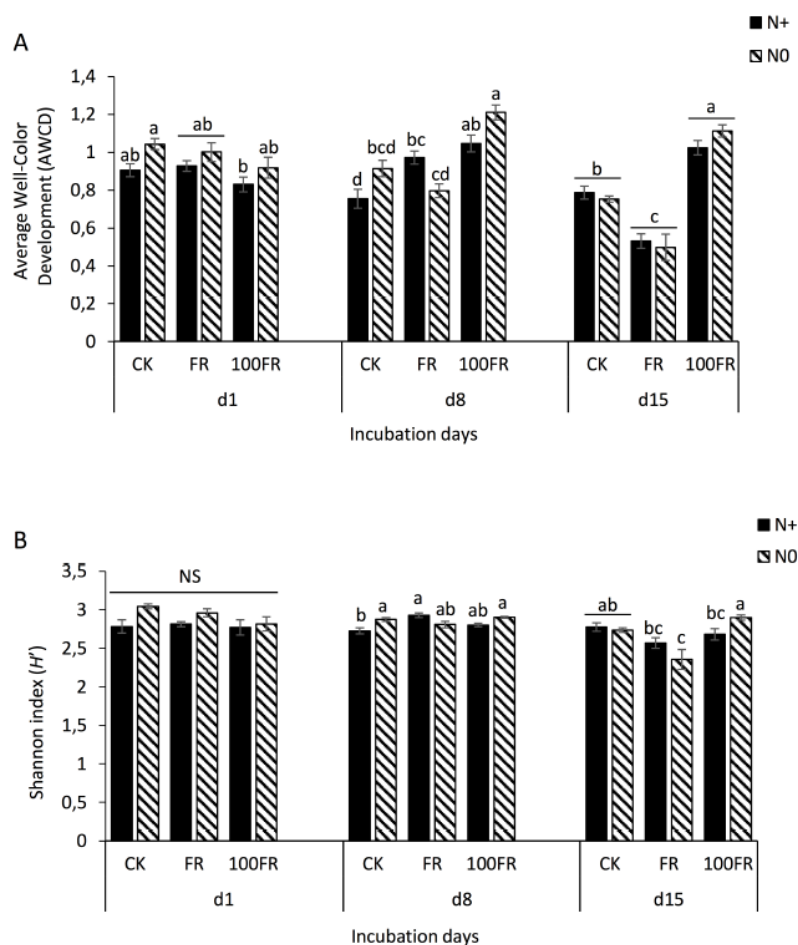 A
N+
N0
Average Well-Color
Development (AWCD)
1,4
1,2
1
0,8
0,6
0,4
0,2
0
ab a ab b ab
d bcd bc cd ab a
b c a
CK FR 100FR CK FR 100FR CK FR 100FR
d1 d8 d15
Incubation days
B
N+
N0
Shannon index (H')
3,5
3
2,5
2
1,5
1
0,5
0
NS
b a a ab ab a
ab bc c bc a
CK FR 100FR CK FR 100FR CK FR 100FR
d1 d8 d15
Incubation days